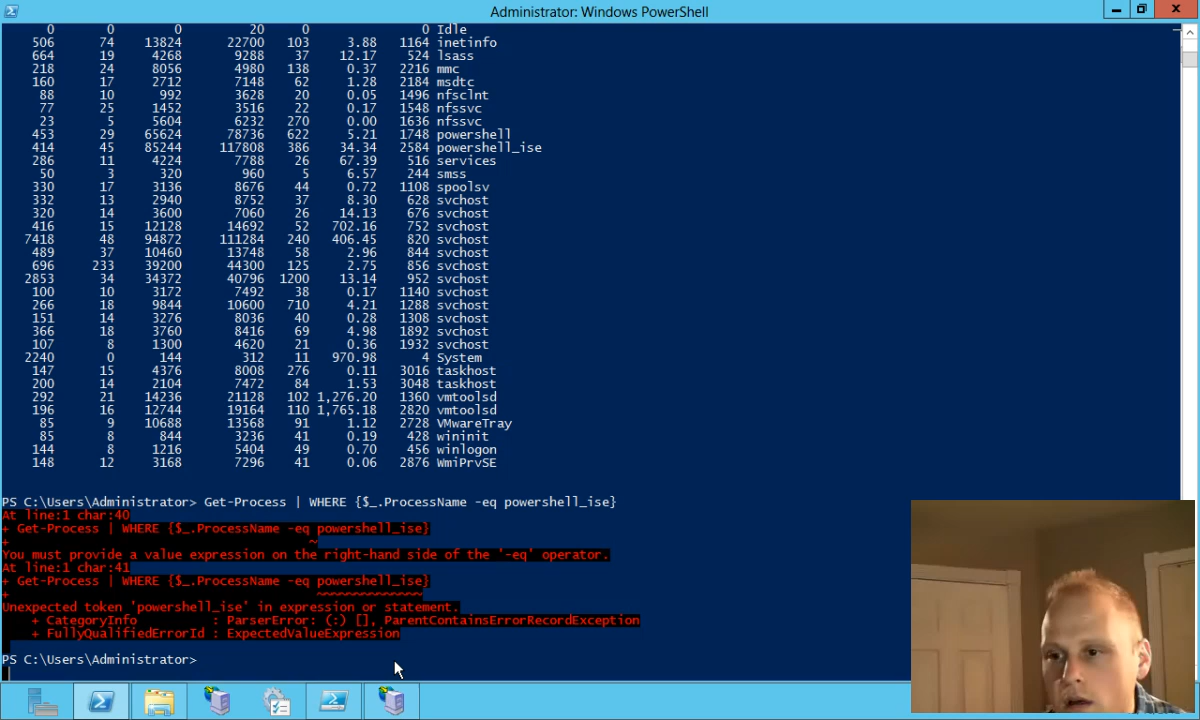 Administrator: Windows PowerShell
0 0 0 20 0 0 Idle
506 74 13824 22700 103 3.88 1164 inetinfo
664 19 4268 9288 37 12.17 524 lsass
218 24 8056 4980 138 0.37 2216 mmc
160 17 2712 7148 62 1.28 2184 msdtc
88 10 992 3628 20 0.05 1496 nfsclnt
77 25 1452 3516 22 0.17 1548 nfssvc
23 5 5604 6232 270 0.00 1636 nfssvc
453 29 65624 78736 622 5.21 1748 powershell
414 45 85244 117808 386 34.34 2584 powershell_ise
286 11 4224 7788 26 67.39 516 services
50 3 320 960 5 6.57 244 smss
330 17 3136 8676 44 0.72 1108 spoolsv
332 13 2940 8752 37 8.30 628 svchost
320 14 3600 7060 26 14.13 676 svchost
416 15 12128 14692 52 702.16 752 svchost
7418 48 94872 111284 240 406.45 820 svchost
489 37 10460 13748 58 2.96 844 svchost
696 233 39200 44300 125 2.75 856 svchost
2853 34 34372 40796 1200 13.14 952 svchost
100 10 3172 7492 38 0.17 1140 svchost
266 18 9844 10600 710 4.21 1288 svchost
151 14 3276 8036 40 0.28 1308 svchost
366 18 3760 8416 69 4.98 1892 svchost
107 8 1300 4620 21 0.36 1932 svchost
2240 0 144 312 11 970.98 4 System
147 15 4376 8008 276 0.11 3016 taskhost
200 14 2104 7472 84 1.53 3048 taskhost
292 21 14236 21128 102 1,276.20 1360 vmtoolsd
196 16 12744 19164 110 1,765.18 2820 vmtoolsd
85 9 10688 13568 91 1.12 2728 VMwareTray
85 8 844 3236 41 0.19 428 wininit
144 8 1216 5404 49 0.70 456 winlogon
148 12 3168 7296 41 0.06 2876 WmiPrvSE
PS C:\Users\Administrator> Get-Process | WHERE {$_.ProcessName -eq powershell_ise}
At line:1 char:40
+ Get-Process | WHERE {$_.ProcessName -eq powershell_ise}
+ ~
You must provide a value expression on the right-hand side of the '-eq' operator.
At line:1 char:41
+ Get-Process | WHERE {$_.ProcessName -eq powershell_ise}
+ ~~~~~~~~~~~~~~
Unexpected token 'powershell_ise' in expression or statement.
+ CategoryInfo : ParserError: (:) [], ParentContainsErrorRecordException
+ FullyQualifiedErrorId : ExpectedValueExpression
PS C:\Users\Administrator>